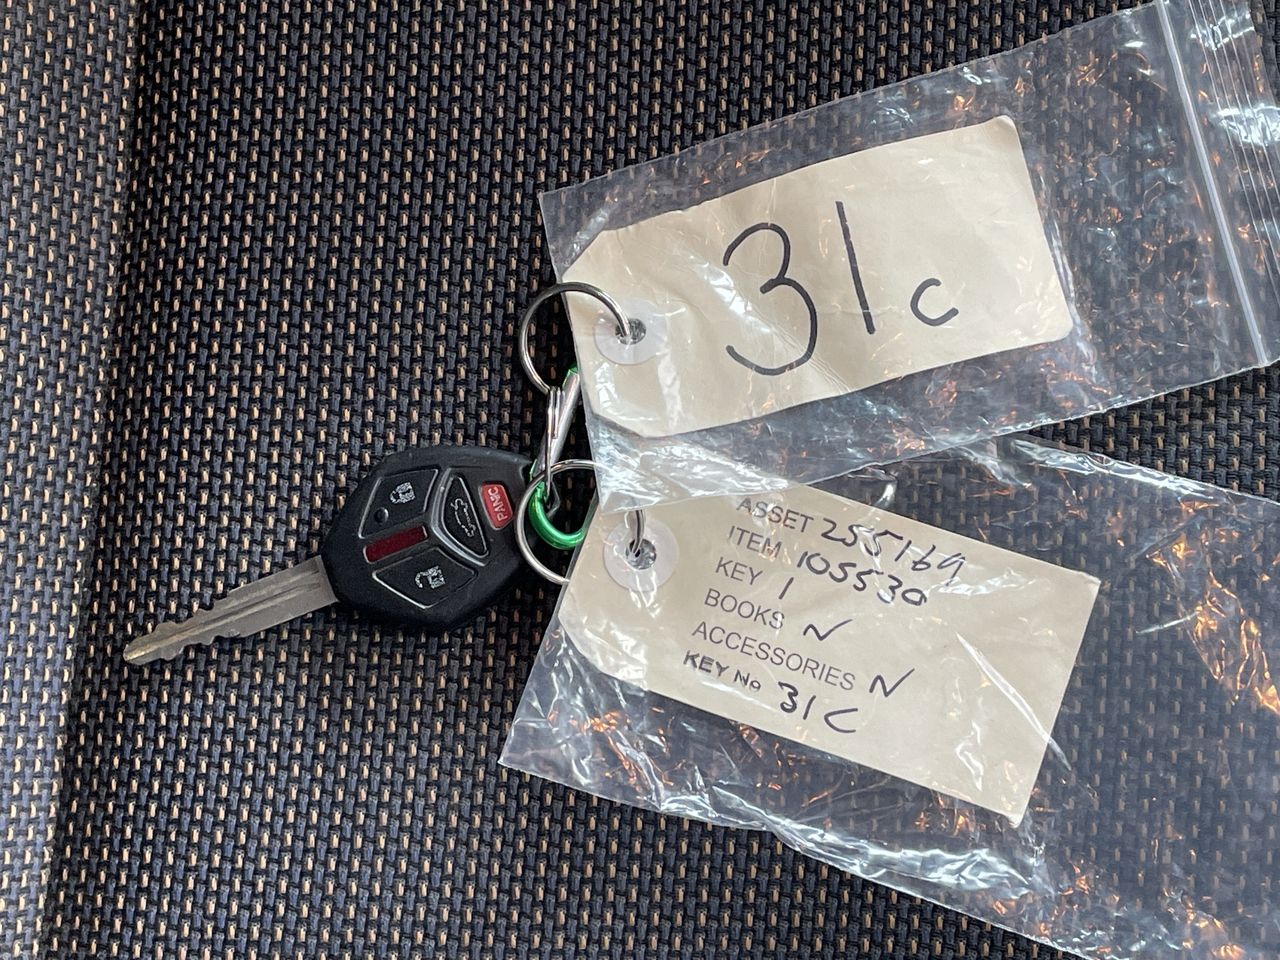 31c
PANIC
ASSET 255169
ITEM 105530
KEY 1
BOOKS N
ACCESSORIES N
KEY No 31C